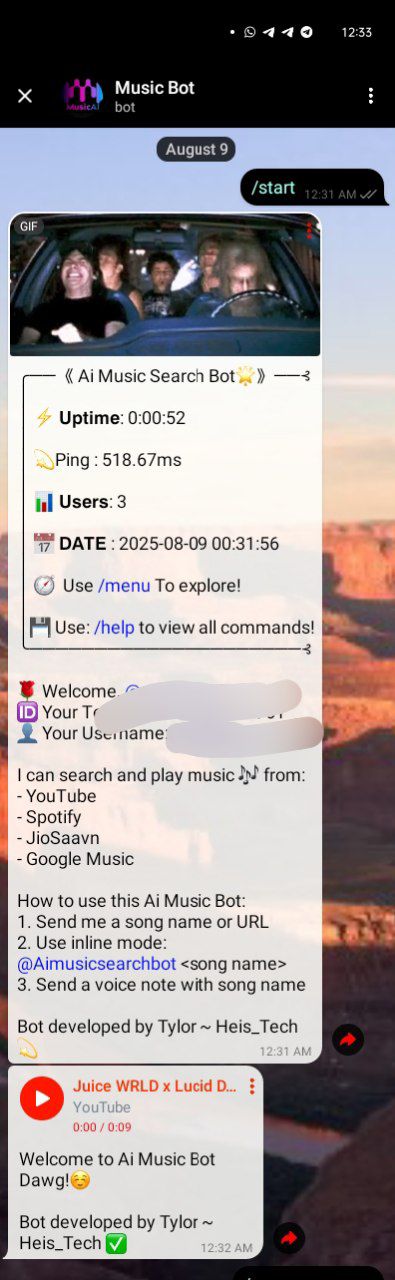 12:33
Music Bot
bot
MusicAi
August 9
/start 12:31 AM
GIF
《 Ai Music Search Bot🌟》
⚡ Uptime: 0:00:52
💫Ping : 518.67ms
📊 Users: 3
📅 DATE : 2025-08-09 00:31:56
🧭 Use /menu To explore!
💾 Use: /help to view all commands!
🌹 Welcome @
🆔 Your
👤 Your Username:
I can search and play music 🎶 from:
- YouTube
- Spotify
- JioSaavn
- Google Music
How to use this Ai Music Bot:
1. Send me a song name or URL
2. Use inline mode:
@Aimusicsearchbot <song name>
3. Send a voice note with song name
Bot developed by Tylor ~ Heis_Tech
💫 12:31 AM
Juice WRLD x Lucid D...
YouTube
0:00 / 0:09
Welcome to Ai Music Bot
Dawg!☺️
Bot developed by Tylor ~
Heis_Tech ✅ 12:32 AM